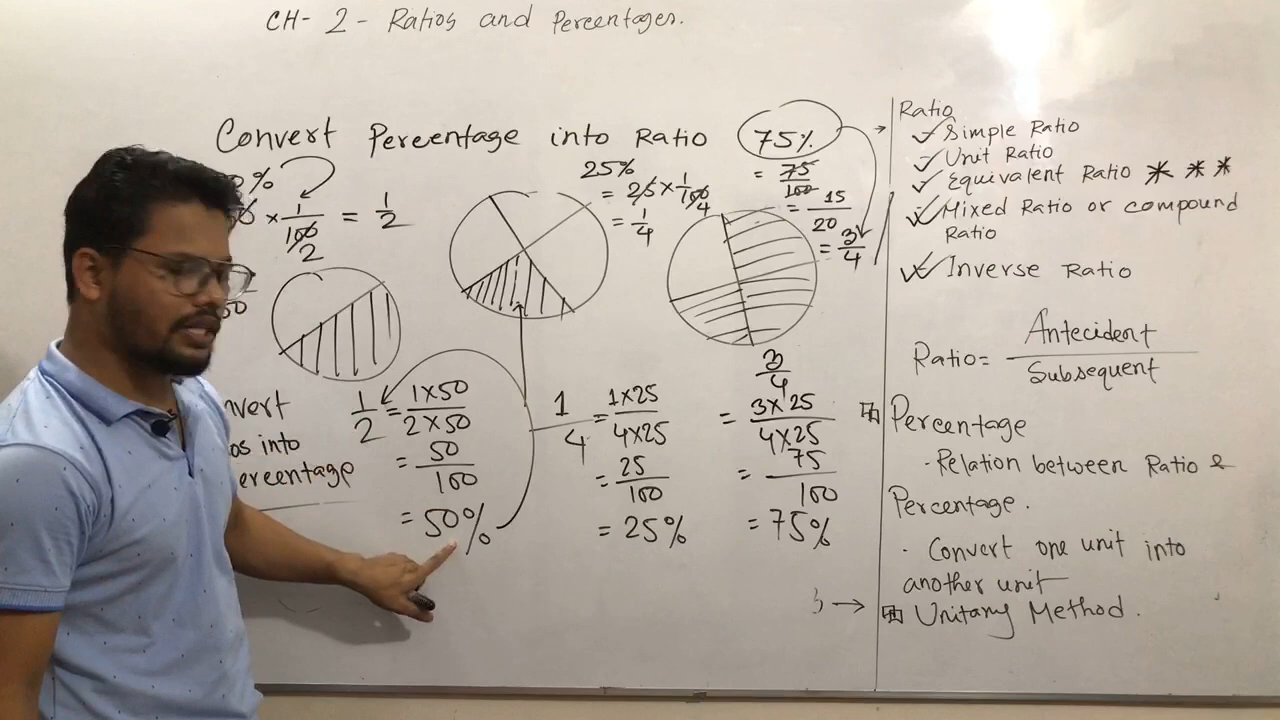 CH- 2 - Ratios and Percentages.
Convert Percentage into Ratio
75%
= 75/100
= 15/20
= 3/4
25%
= 25 × 1/100 4
= 1/4
× 1/100 2 = 1/2
1/2 = 1×50/2×50
= 50/100
= 50%
1/4 = 1×25/4×25
= 25/100
= 25%
3/4
= 3×25/4×25
= 75/100
= 75%
into
Ratio
✓ Simple Ratio
✓ Unit Ratio
✓ Equivalent Ratio * * *
✓ Mixed Ratio or compound
Ratio
✓ Inverse Ratio
Ratio= Antecident/Subsequent
Percentage
· Relation between Ratio &
Percentage.
· Convert one unit into
another unit
→ Unitary Method.